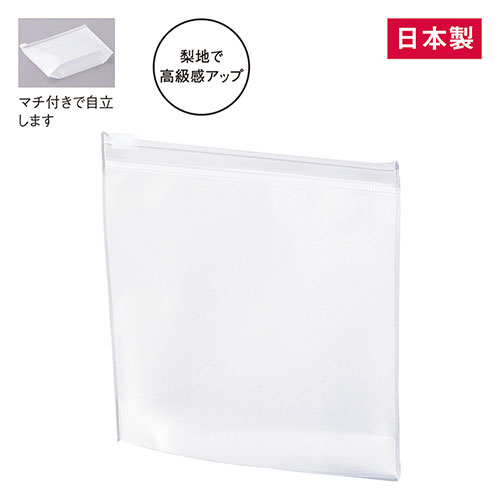 マチ付きで自立
します
梨地で
高級感アップ
日本製